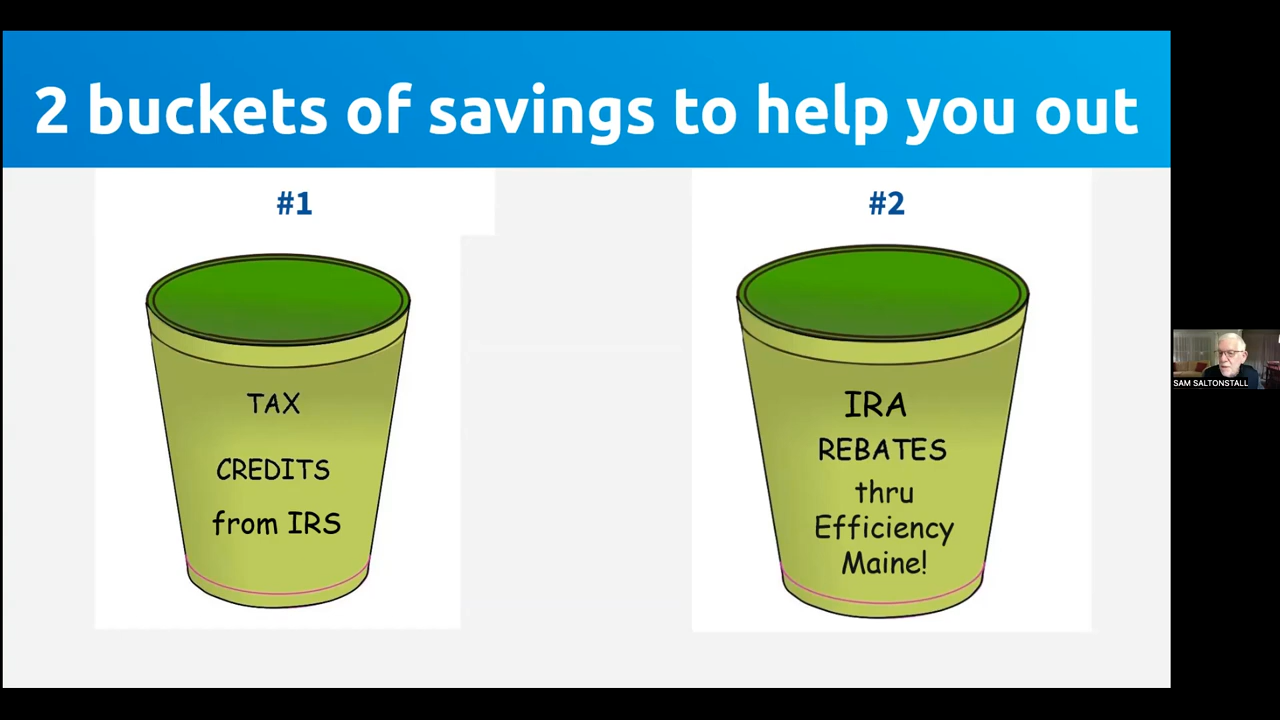 2 buckets of savings to help you out
#1
TAX
CREDITS
from IRS
#2
IRA
REBATES
thru
Efficiency
Maine!
SAM SALTONSTALL